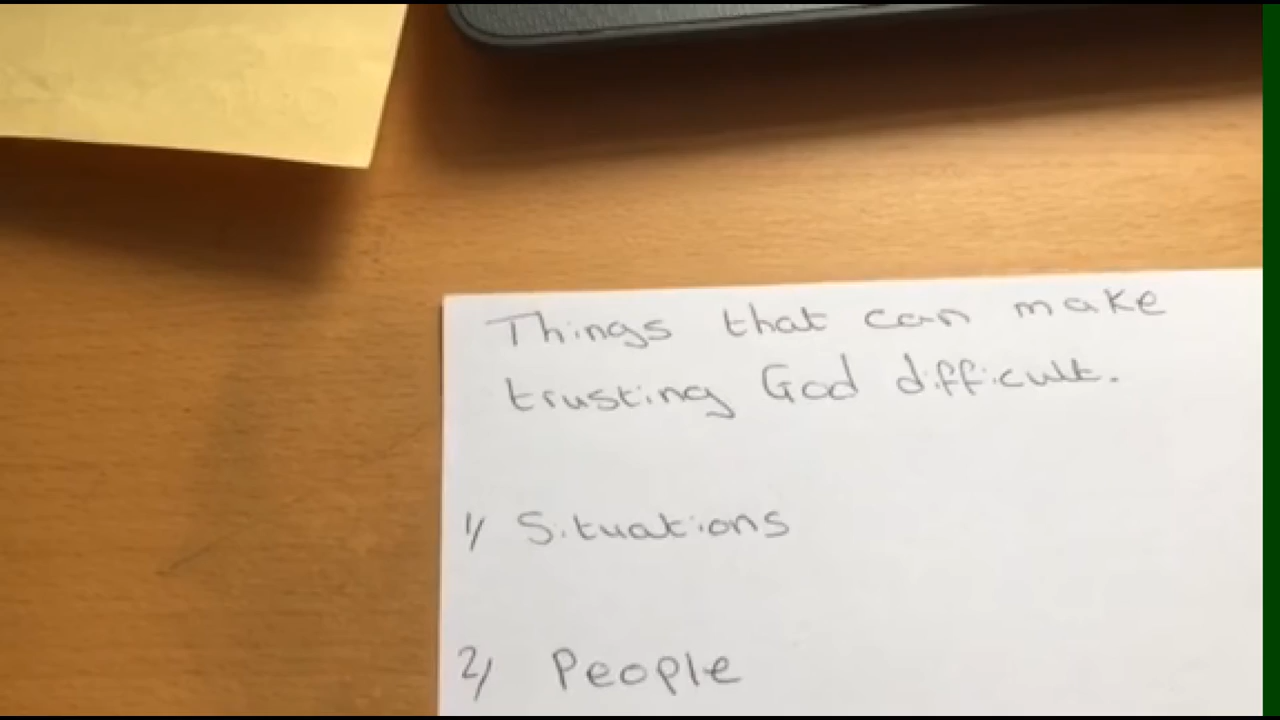 Things that can make
trusting God difficult.
1/ Situations
2/ People